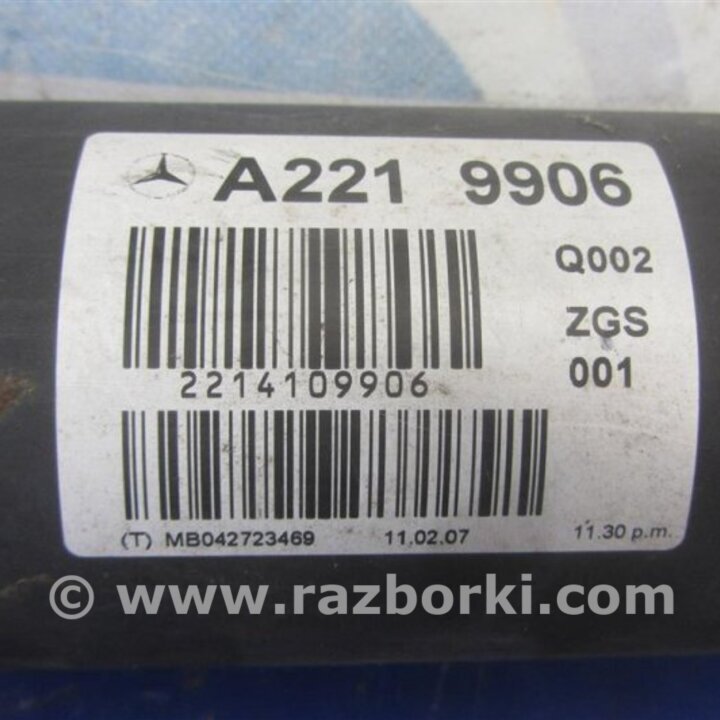 A221 9906
Q002
ZGS
001
2214109906
(T) MB042723469 11.02.07 11.30 p.m.
© www.razborki.com